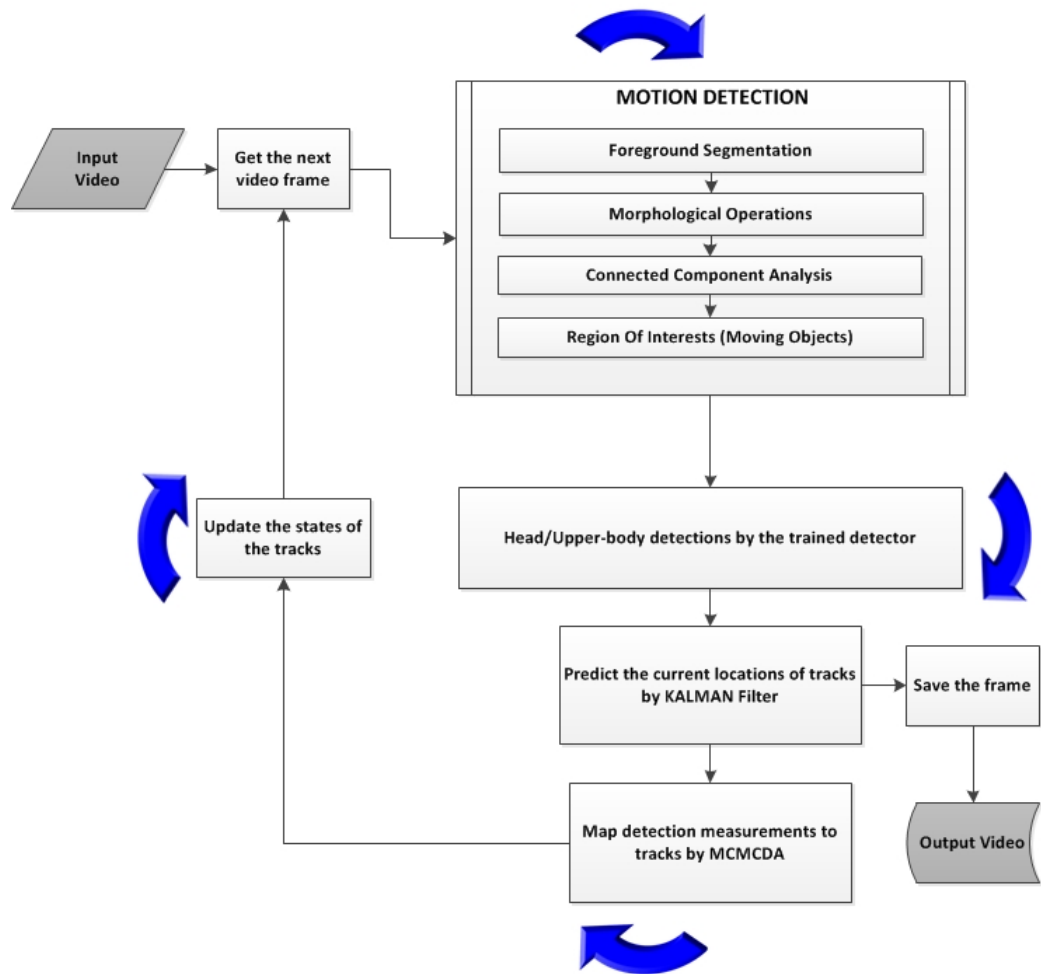 MOTION DETECTION
Input
Video
Get the next
video frame
Foreground Segmentation
Morphological Operations
Connected Component Analysis
Region Of Interests (Moving Objects)
Head/Upper-body detections by the trained detector
Update the states of
the tracks
Predict the current locations of tracks
by KALMAN Filter
Save the frame
Map detection measurements to
tracks by MCMCDA
Output Video